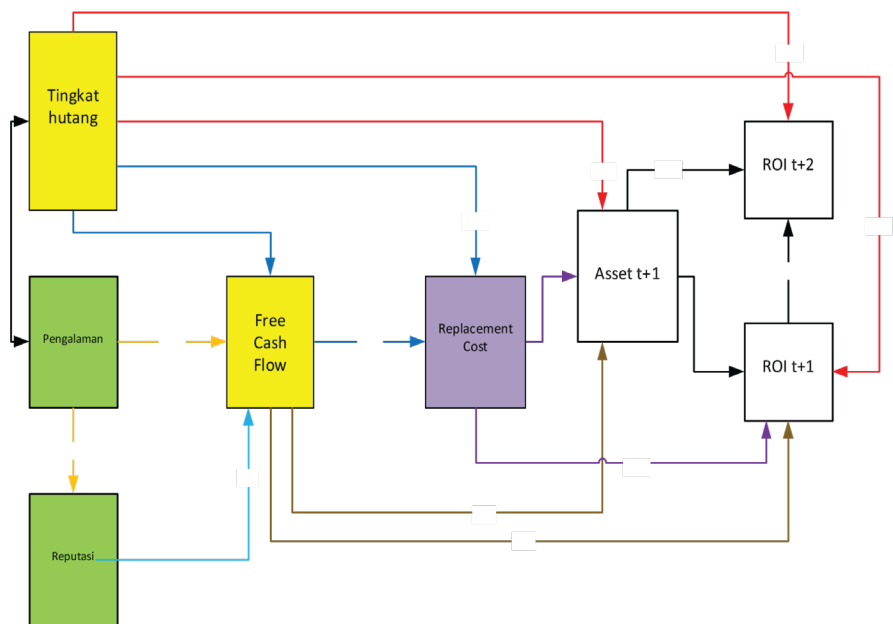 Tingkat
hutang
ROI t+2
Asset t+1
Pengalaman
Free
Cash
Flow
Replacement
Cost
ROI t+1
Reputasi